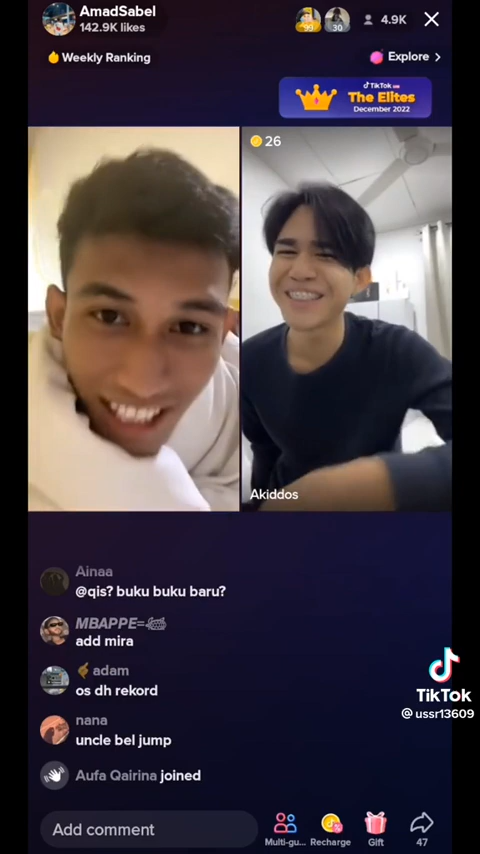 AmadSabel
142.9K likes
99
30
4.9K
Weekly Ranking
Explore
TikTok
The Elites
December 2022
26
Akiddos
Ainaa
@qis? buku buku baru?
MBAPPE=
add mira
adam
os dh rekord
nana
uncle bel jump
Aufa Qairina joined
TikTok
@ussr13609
Add comment
Multi-gu...
Recharge
Gift
47